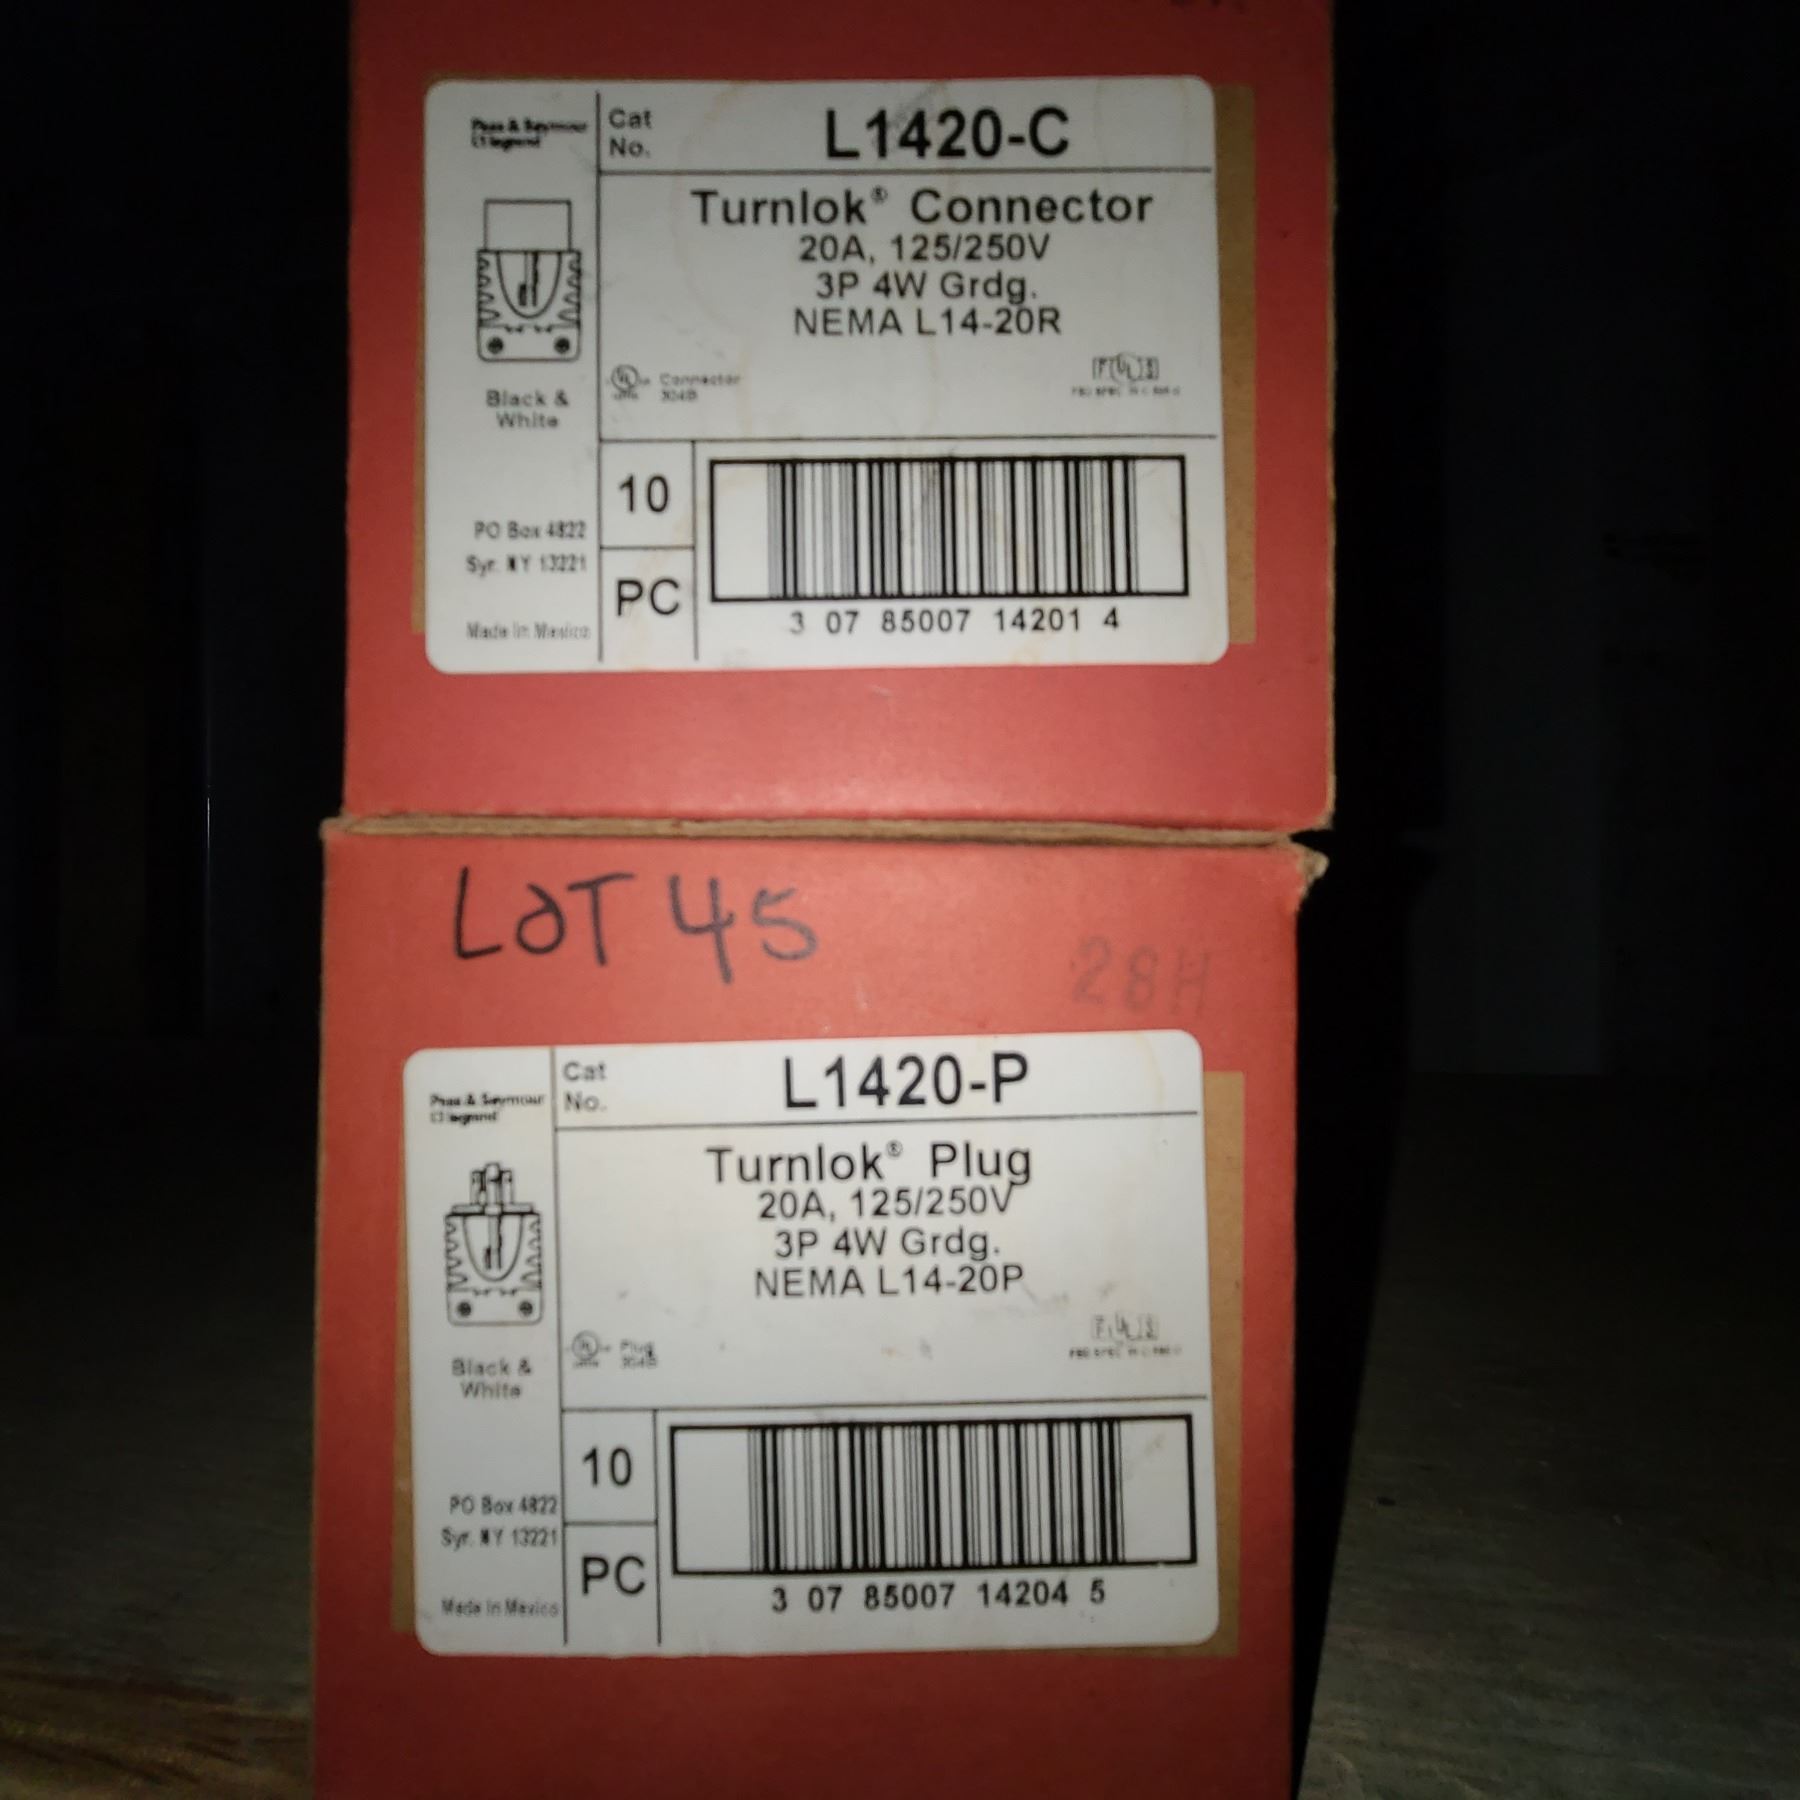 Pass & Seymour
legrand
Cat
No.
L1420-C
Turnlok® Connector
20A, 125/250V
3P 4W Grdg.
NEMA L14-20R
Connector
Black &
White
10
PC
PO Box 4822
Syr. NY 13221
Made In Mexico
3 07 85007 14201 4
LOT 45
28H
Pass & Seymour
legrand
Cat
No.
L1420-P
Turnlok® Plug
20A, 125/250V
3P 4W Grdg.
NEMA L14-20P
Plug
Black &
White
10
PC
PO Box 4822
Syr. NY 13221
Made In Mexico
3 07 85007 14204 5